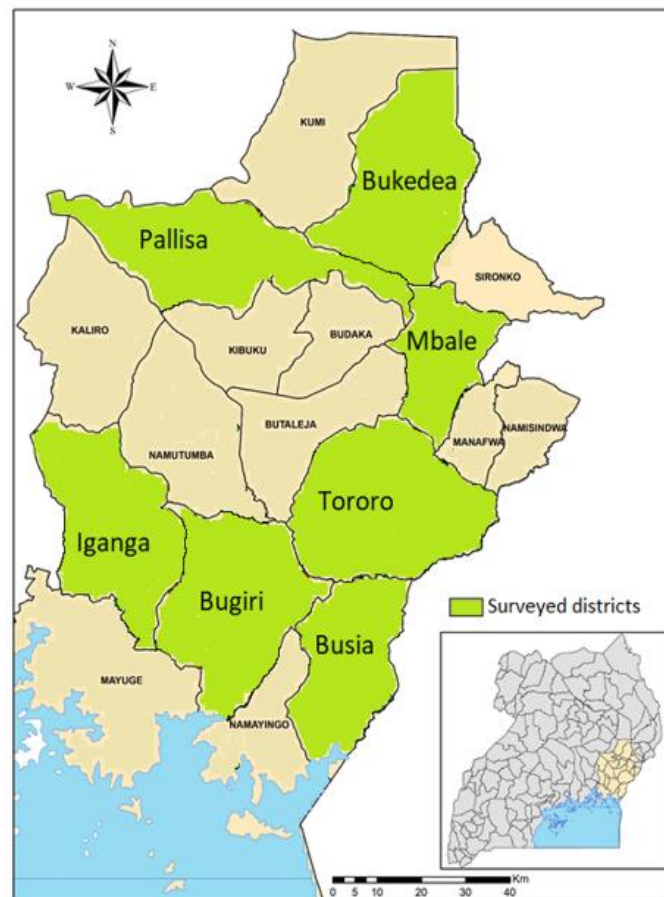 N
W E
S
KUMI
Bukedea
Pallisa
SIRONKO
KALIRO
KIBUKU
BUDAKA
Mbale
BUTALEJA
MANAFWA
NAMISINDWA
NAMUTUMBA
Tororo
Iganga
Bugiri
Surveyed districts
Busia
MAYUGE
NAMAYINGO
Km
0 5 10 20 30 40